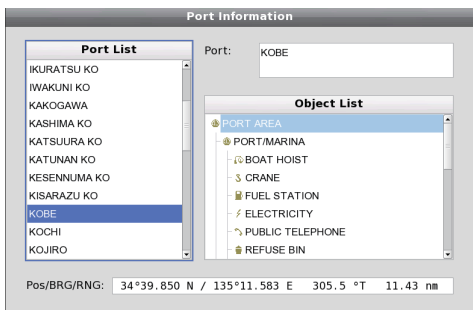 Port Information
Port List
IKURATSU KO
IWAKUNI KO
KAKOGAWA
KASHIMA KO
KATSUURA KO
KATUNAN KO
KESENNUMA KO
KISARAZU KO
KOBE
KOCHI
KOJIRO
Port: KOBE
Object List
PORT AREA
PORT/MARINA
BOAT HOIST
CRANE
FUEL STATION
ELECTRICITY
PUBLIC TELEPHONE
REFUSE BIN
Pos/BRG/RNG: 34°39.850 N / 135°11.583 E 305.5 °T 11.43 nm